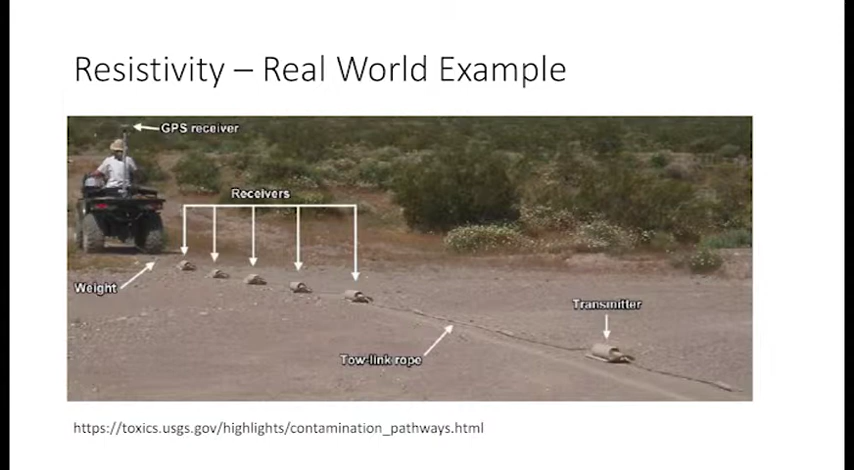 Resistivity – Real World Example
GPS receiver
Receivers
Weight
Transmitter
Tow-link rope
https://toxics.usgs.gov/highlights/contamination_pathways.html